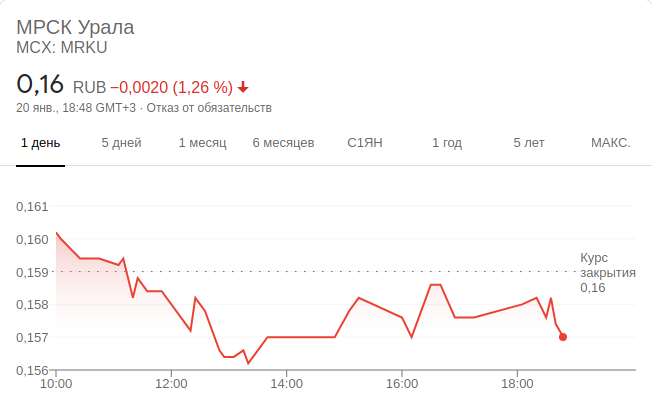 МРСК Урала
MCX: MRKU
0,16 RUB −0,0020 (1,26 %)
20 янв., 18:48 GMT+3 · Отказ от обязательств
1 день 5 дней 1 месяц 6 месяцев С1ЯН 1 год 5 лет МАКС.
0,161
0,160
0,159
0,158
0,157
0,156
Курс
закрытия
0,16
10:00 12:00 14:00 16:00 18:00